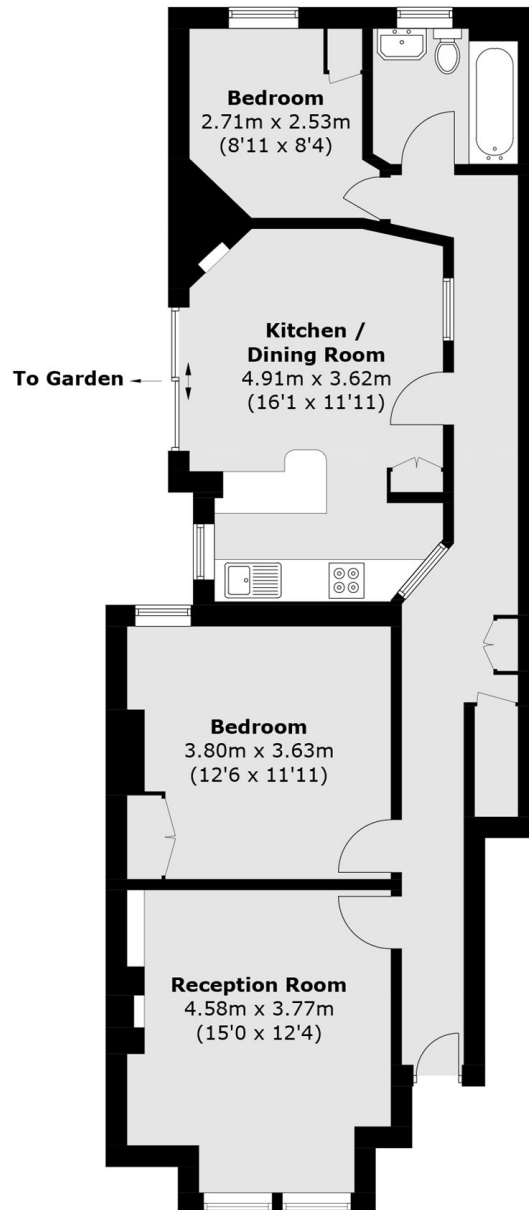 Bedroom
2.71m x 2.53m
(8'11 x 8'4)
Kitchen /
Dining Room
4.91m x 3.62m
(16'1 x 11'11)
To Garden
Bedroom
3.80m x 3.63m
(12'6 x 11'11)
Reception Room
4.58m x 3.77m
(15'0 x 12'4)